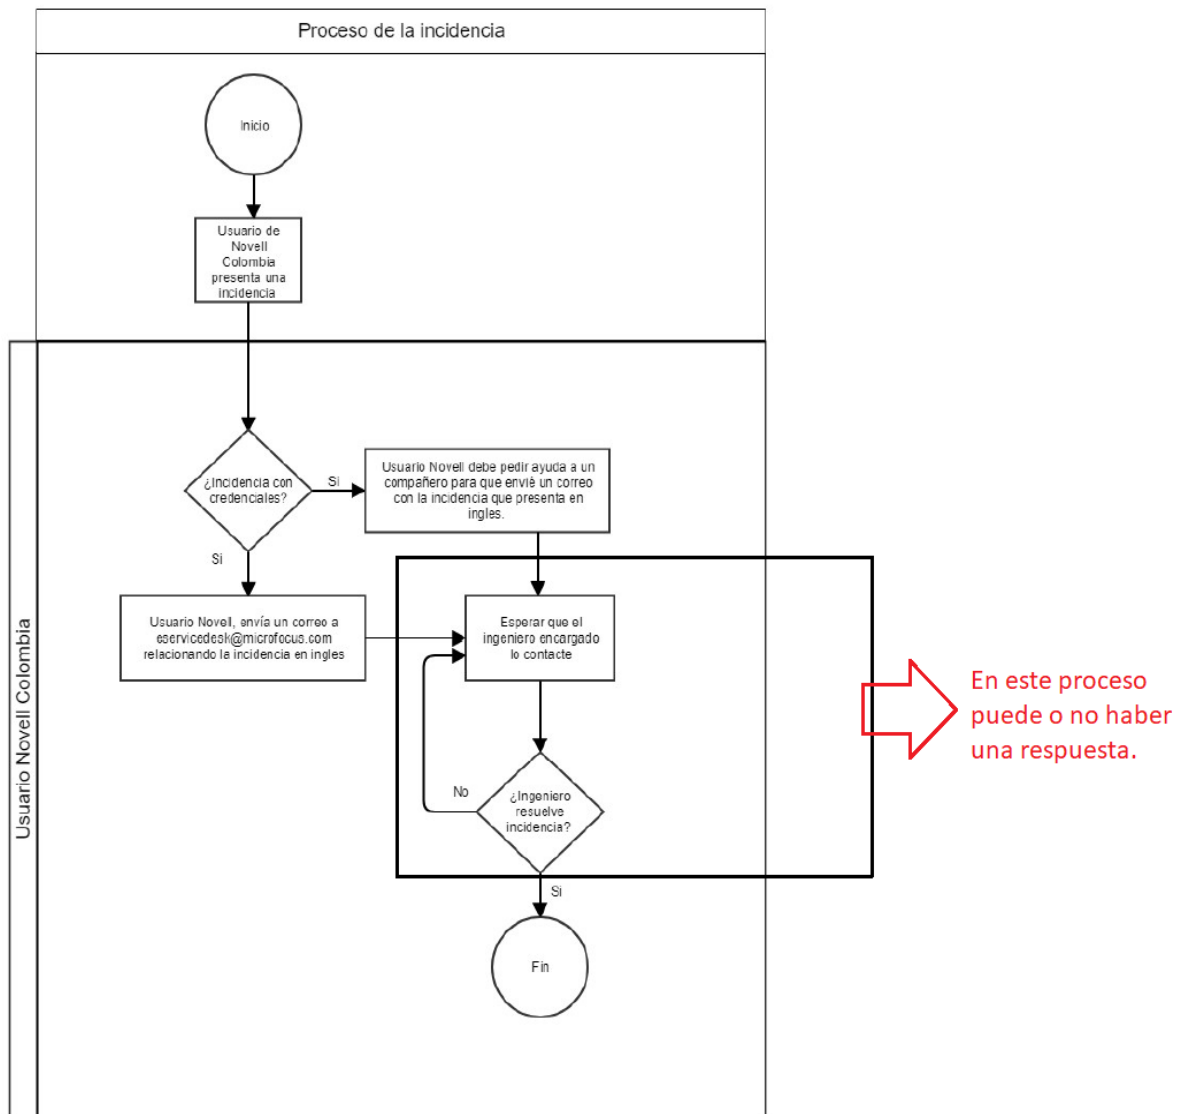 Proceso de la incidencia
Inicio
Usuario de
Novell
Colombia
presenta una
incidencia
¿Incidencia con
credenciales?
Si
Usuario Novell debe pedir ayuda a un
compañero para que envié un correo
con la incidencia que presenta en
ingles.
Si
Usuario Novell, envía un correo a
eservicedesk@microfocus.com
relacionando la incidencia en ingles
Esperar que el
ingeniero encargado
lo contacte
Usuario Novell Colombia
En este proceso
puede o no haber
una respuesta.
No
¿Ingeniero
resuelve
incidencia?
Si
Fin